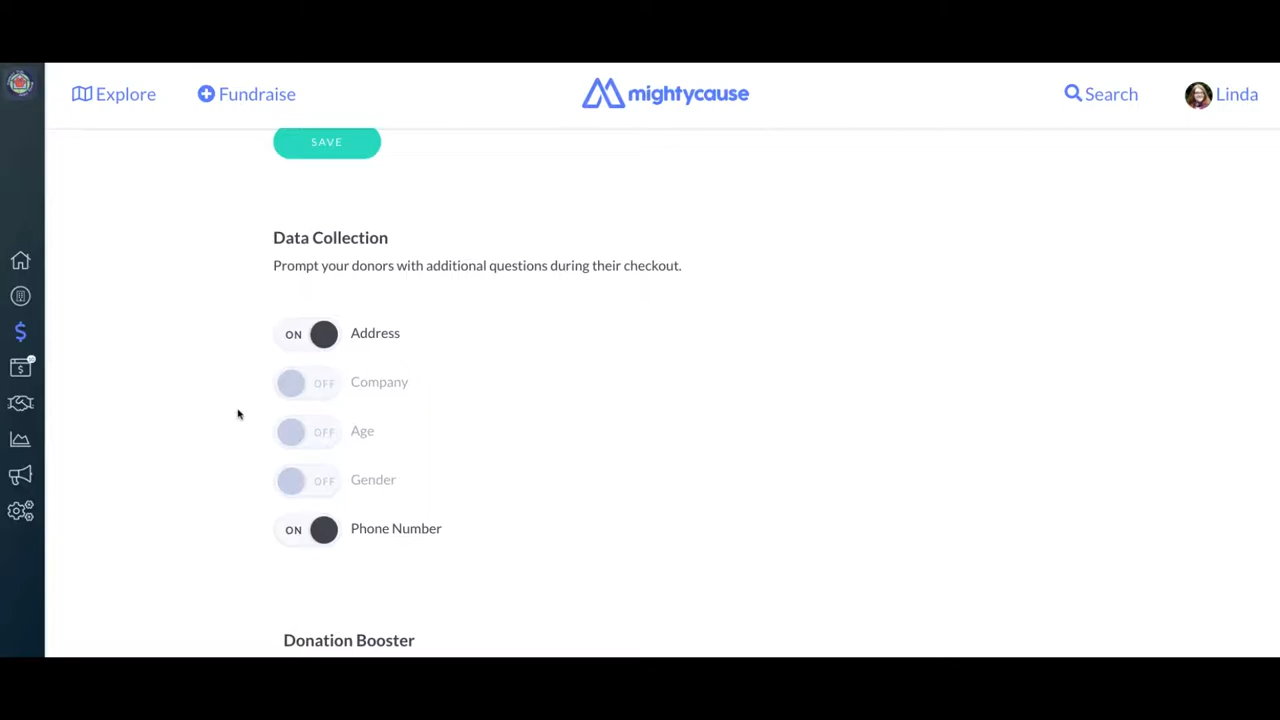 Explore
Fundraise
mightycause
Search
Linda
SAVE
Data Collection
Prompt your donors with additional questions during their checkout.
ON Address
OFF Company
OFF Age
OFF Gender
ON Phone Number
Donation Booster